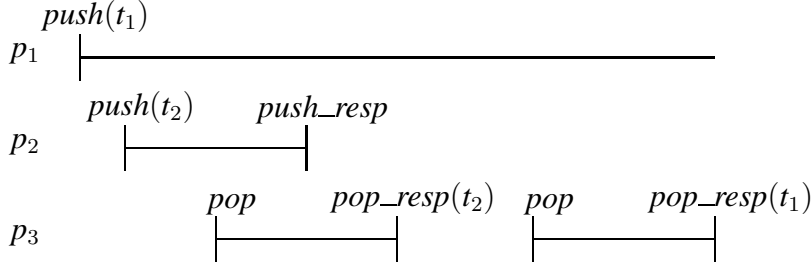 push(t₁)
p₁
push(t₂) push_resp
p₂
pop pop_resp(t₂) pop pop_resp(t₁)
p₃